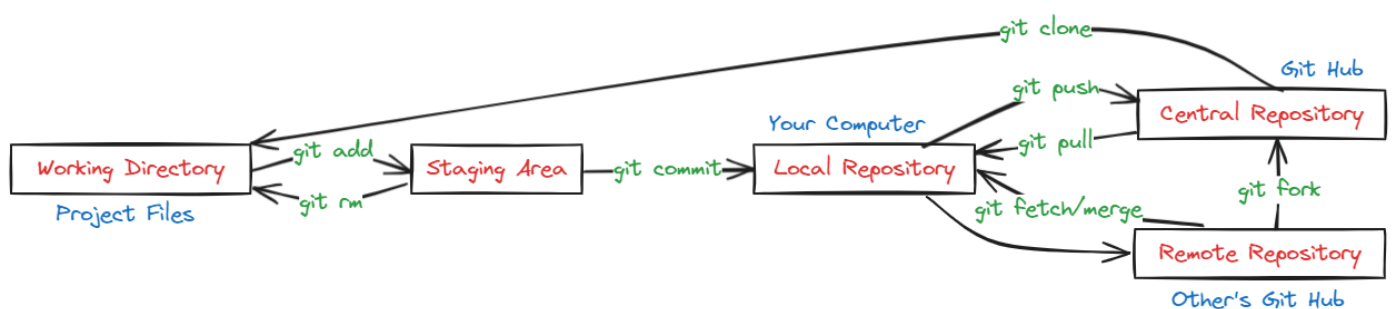 git clone
Git Hub
git push
Central Repository
Your Computer
git pull
Working Directory
git add
git rm
Staging Area
git commit
Local Repository
Project Files
git fetch/merge
git fork
Remote Repository
Other's Git Hub